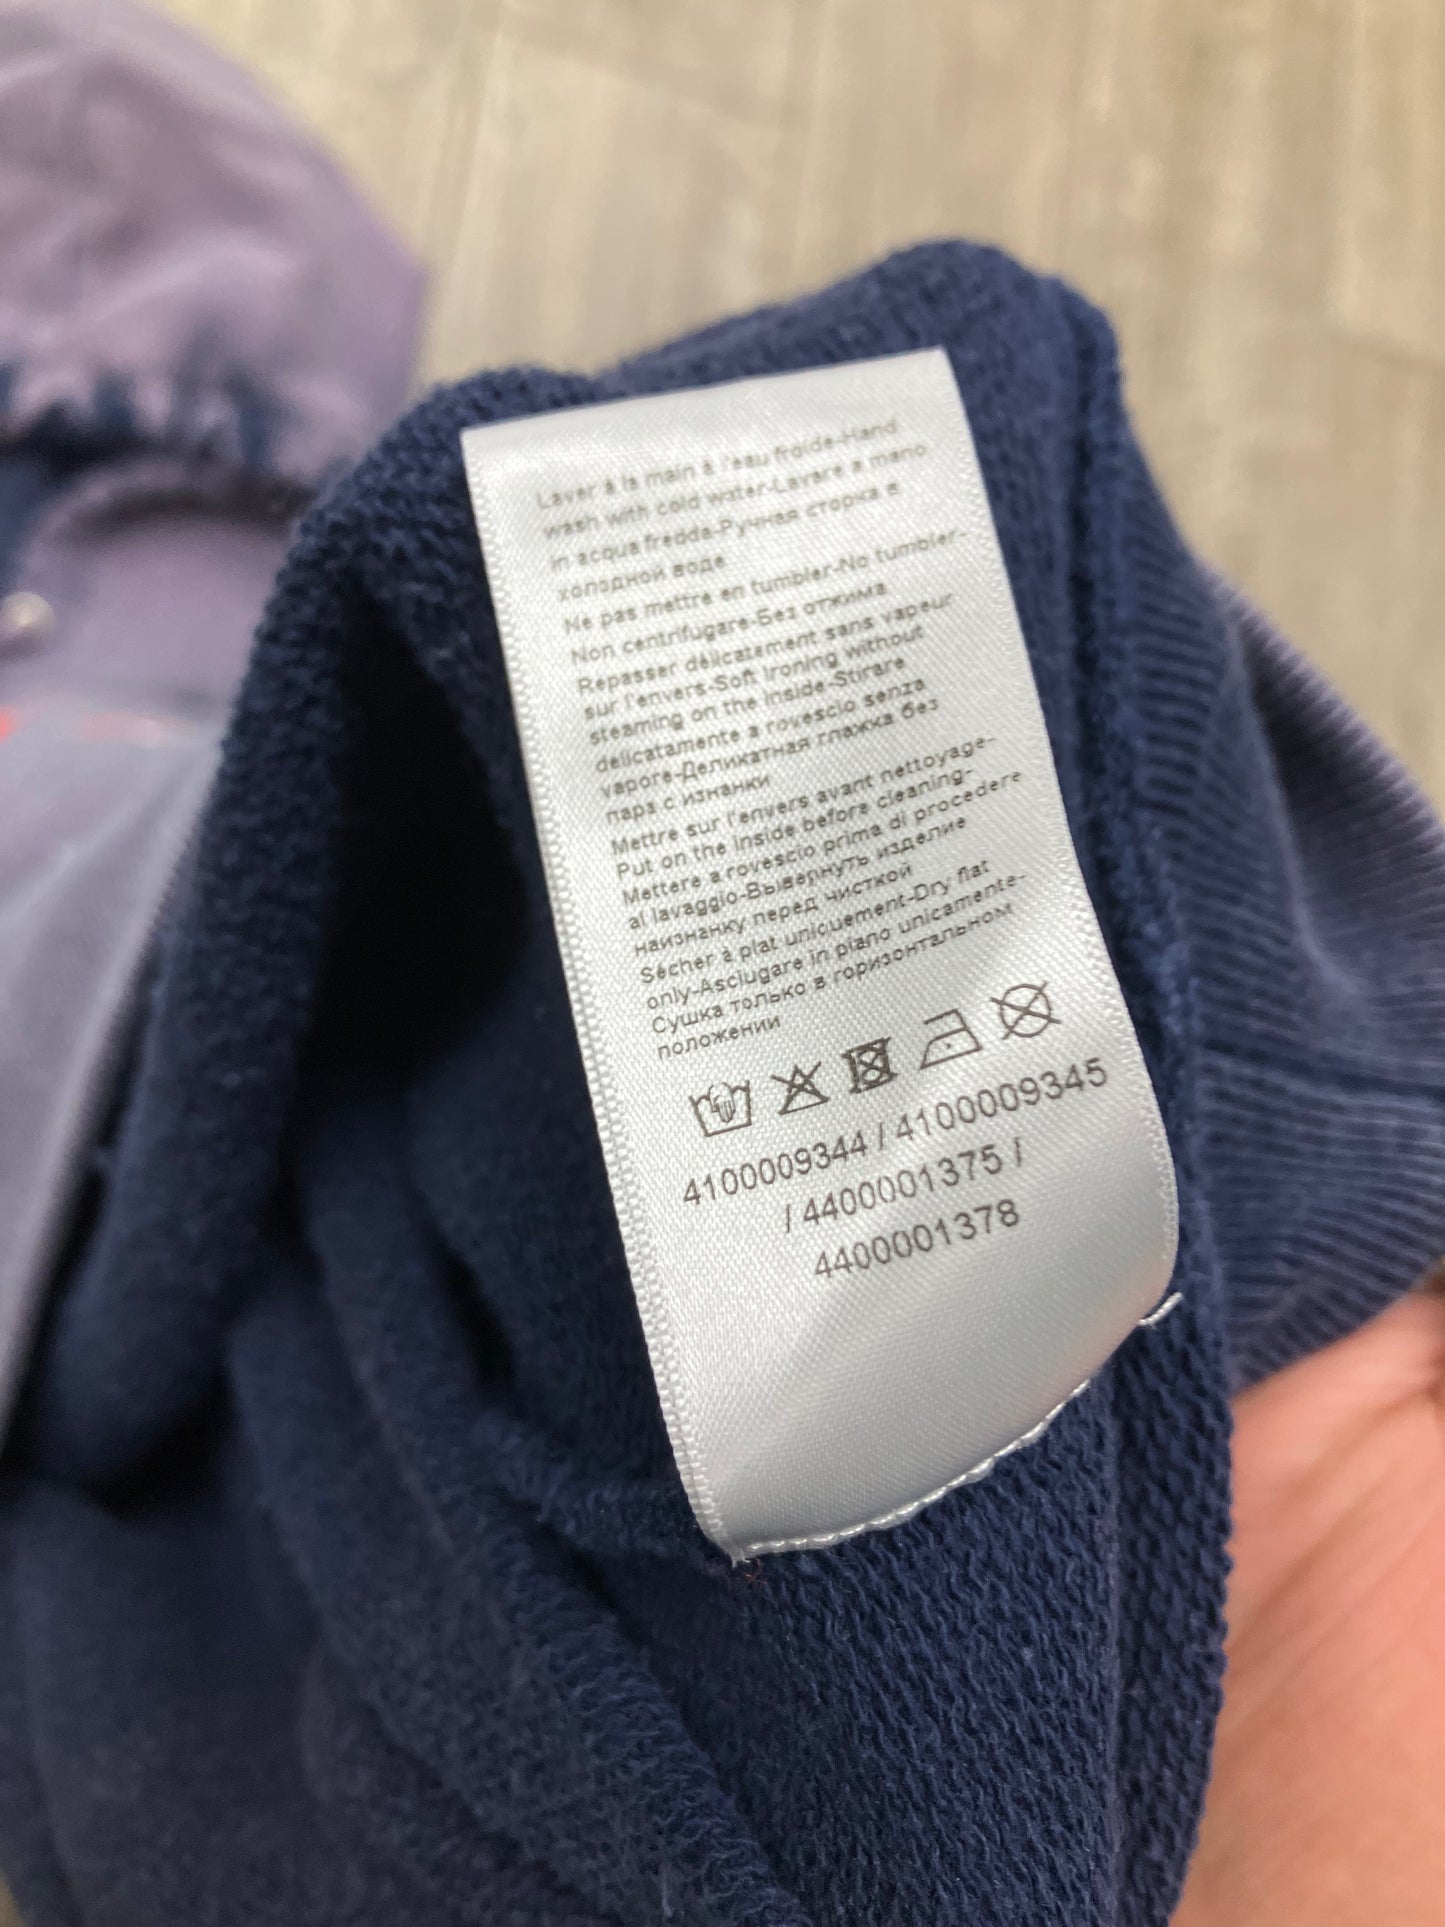 Laver à la main à l'eau froide-Hand
wash with cold water-Lavare a mano
in acqua fredda-Ручная сторка в
холодной воде
Ne pas mettre en tumbler-No tumbler-
Non centrifugare-Без отжима
Repasser délicatement sans vapeur
sur l'envers-Soft Ironing without
steaming on the Inside-Stirare
delicatamente a rovescio senza
vapore-Деликатная глажка без
пара с изнанки
Mettre sur l'envers avant nettoyage-
Put on the Inside before cleaning-
Mettere a rovescio prima di procedere
al lavaggio-Вывернуть изделие
наизнанку перед чисткой
Sécher à plat uniquement-Dry flat
only-Asciugare in piano unicamente-
Сушка только в горизонтальном
положении
4100009344 / 4100009345
/ 4400001375 /
4400001378